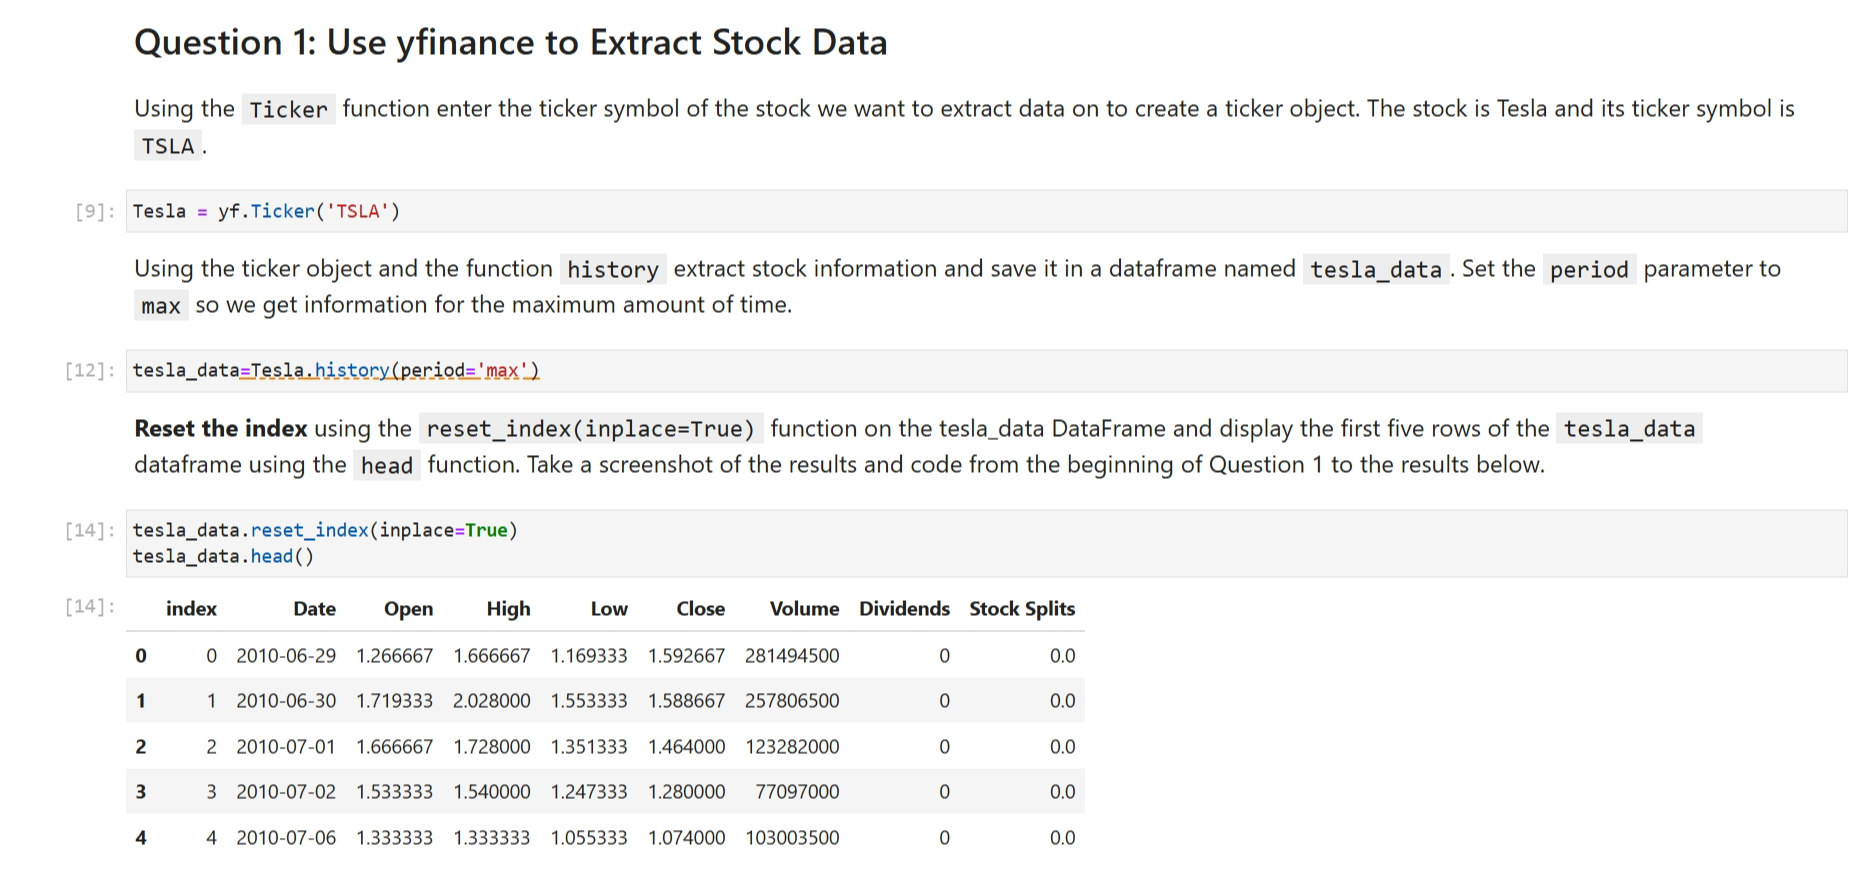 Question 1: Use yfinance to Extract Stock Data
Using the Ticker function enter the ticker symbol of the stock we want to extract data on to create a ticker object. The stock is Tesla and its ticker symbol is
TSLA .
[9]: Tesla = yf.Ticker('TSLA')
Using the ticker object and the function history extract stock information and save it in a dataframe named tesla_data . Set the period parameter to
max so we get information for the maximum amount of time.
[12]: tesla_data=Tesla.history(period='max')
Reset the index using the reset_index(inplace=True) function on the tesla_data DataFrame and display the first five rows of the tesla_data
dataframe using the head function. Take a screenshot of the results and code from the beginning of Question 1 to the results below.
[14]: tesla_data.reset_index(inplace=True)
tesla_data.head()
[14]: index Date Open High Low Close Volume Dividends Stock Splits
0 0 2010-06-29 1.266667 1.666667 1.169333 1.592667 281494500 0 0.0
1 1 2010-06-30 1.719333 2.028000 1.553333 1.588667 257806500 0 0.0
2 2 2010-07-01 1.666667 1.728000 1.351333 1.464000 123282000 0 0.0
3 3 2010-07-02 1.533333 1.540000 1.247333 1.280000 77097000 0 0.0
4 4 2010-07-06 1.333333 1.333333 1.055333 1.074000 103003500 0 0.0